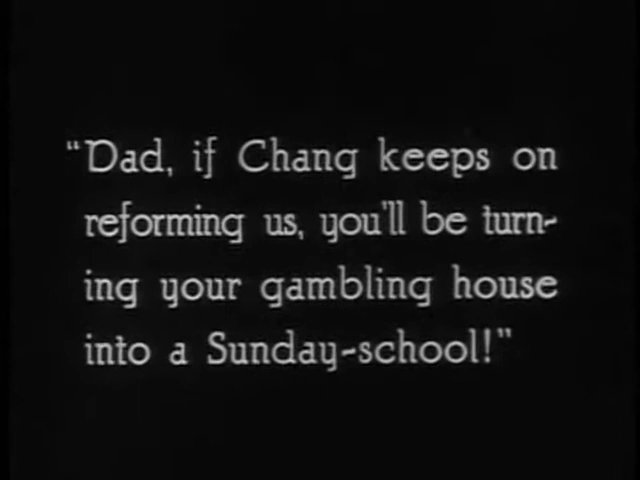 “Dad, if Chang keeps on
reforming us, you'll be turn-
ing your gambling house
into a Sunday-school!”